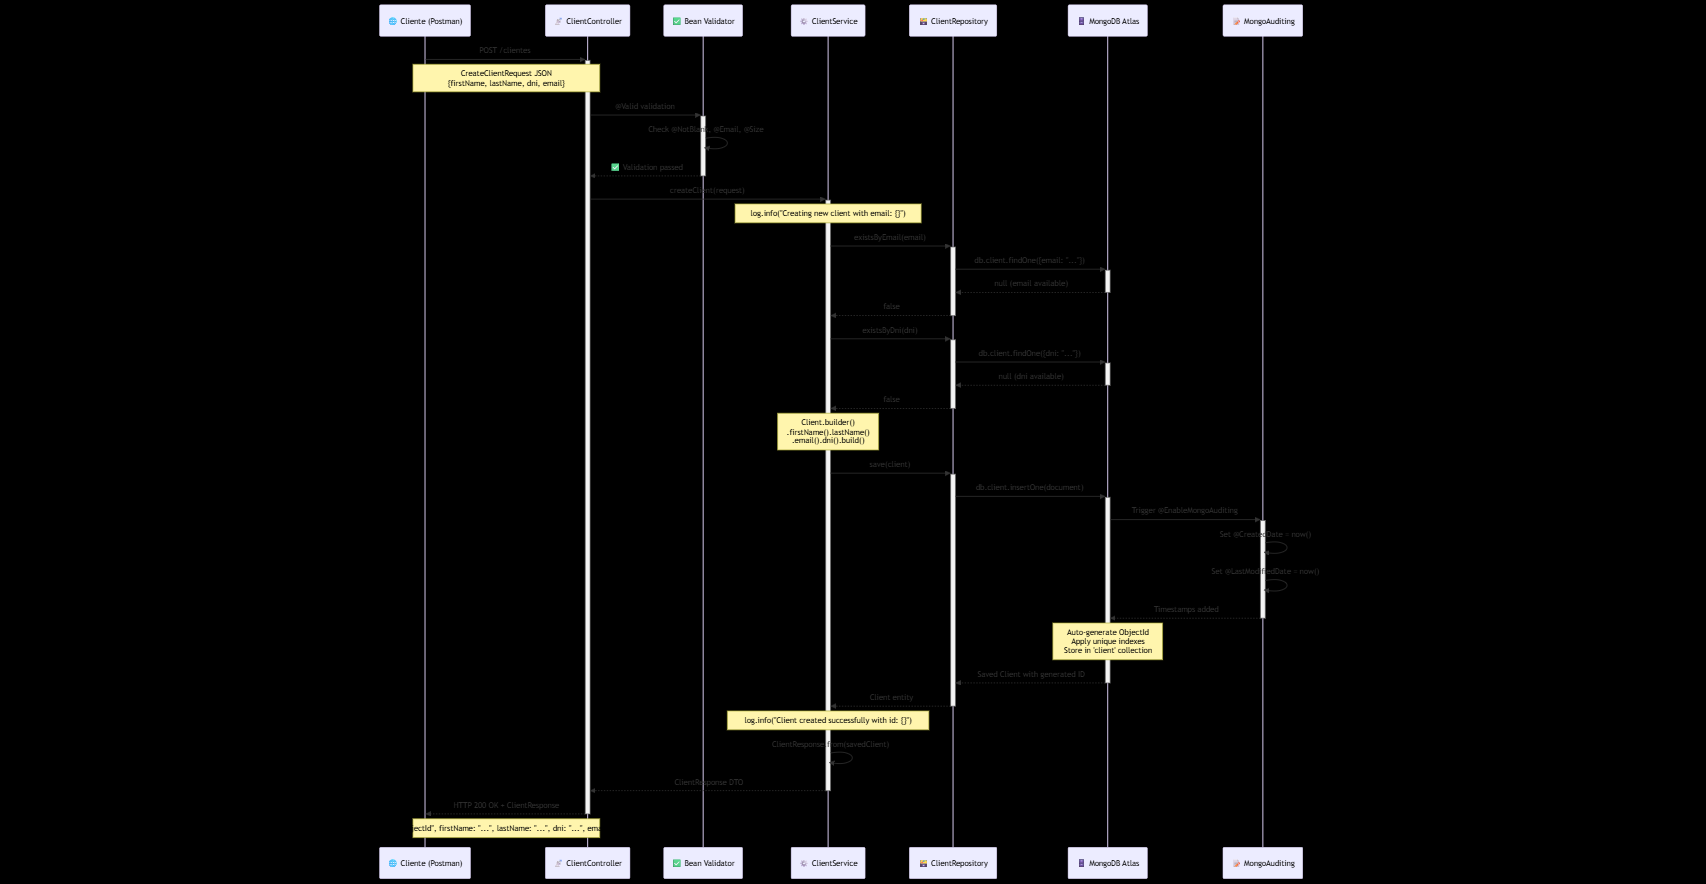 Cliente (Postman)
ClientController
Bean Validator
ClientService
ClientRepository
MongoDB Atlas
MongoAuditing
POST /clientes
CreateClientRequest JSON
{firstName, lastName, dni, email}
@Valid validation
Check @NotBlank, @Email, @Size
✅ Validation passed
createClient(request)
log.info("Creating new client with email: {}")
existsByEmail(email)
db.client.findOne({email: "..."})
null (email available)
false
existsByDni(dni)
db.client.findOne({dni: "..."})
null (dni available)
false
Client.builder()
.firstName().lastName()
.email().dni().build()
save(client)
db.client.insertOne(document)
Trigger @EnableMongoAuditing
Set @CreatedDate = now()
Set @LastModifiedDate = now()
Timestamps added
Auto-generate ObjectId
Apply unique indexes
Store in 'client' collection
Saved Client with generated ID
Client entity
log.info("Client created successfully with id: {}")
ClientResponse.from(savedClient)
ClientResponse DTO
HTTP 200 OK + ClientResponse
ectId", firstName: "...", lastName: "...", dni: "...", ema
Cliente (Postman)
ClientController
Bean Validator
ClientService
ClientRepository
MongoDB Atlas
MongoAuditing